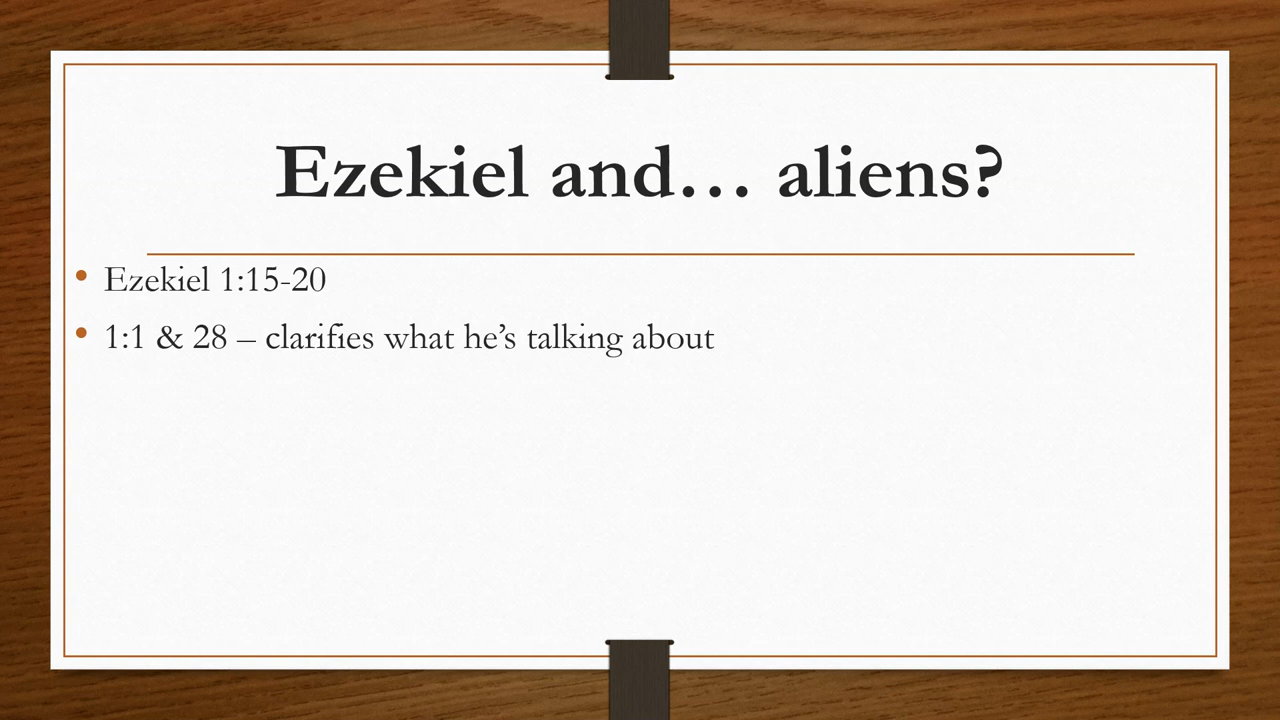 Ezekiel and… aliens?
• Ezekiel 1:15-20
• 1:1 & 28 – clarifies what he’s talking about